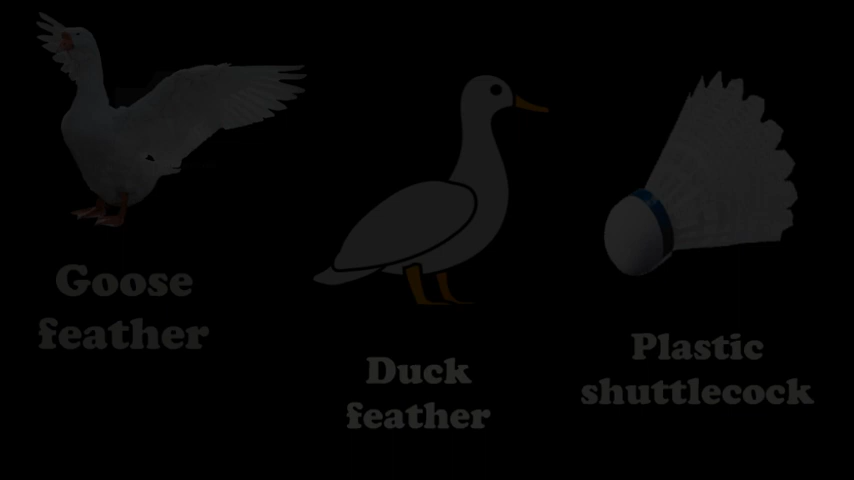 Goose
feather
Duck
feather
Plastic
shuttlecock